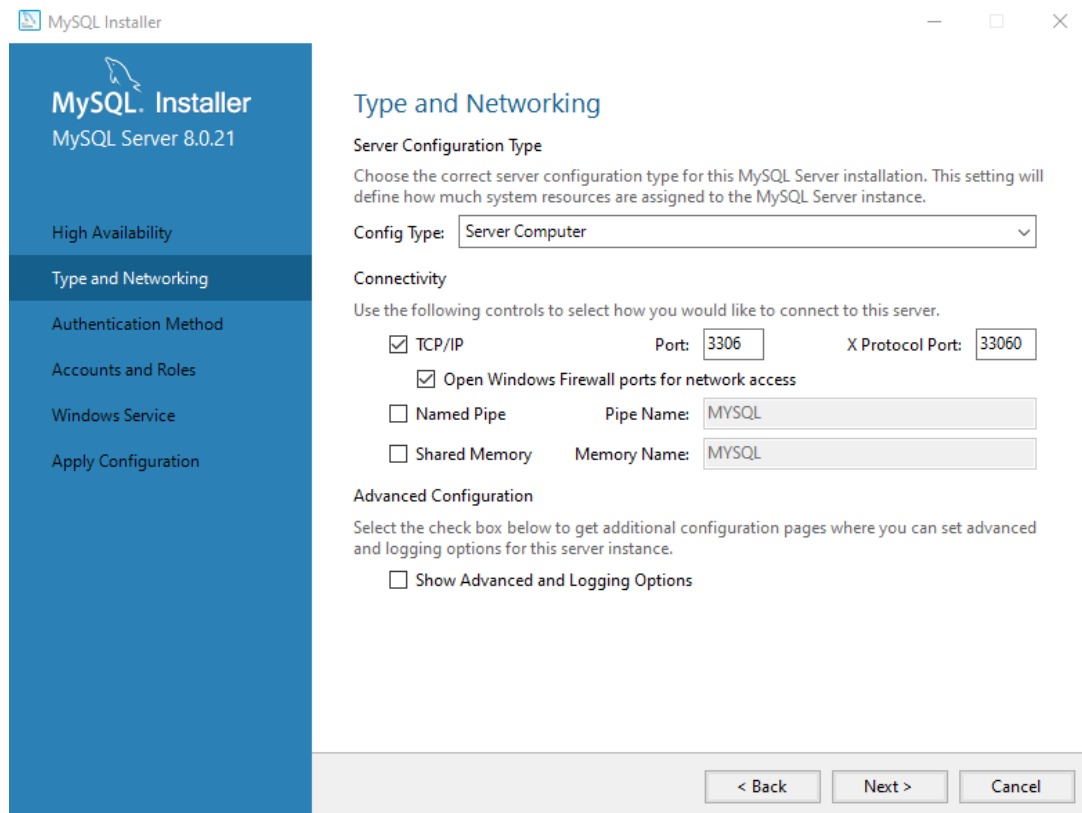 MySQL Installer
MySQL. Installer
MySQL Server 8.0.21
High Availability
Type and Networking
Authentication Method
Accounts and Roles
Windows Service
Apply Configuration
Type and Networking
Server Configuration Type
Choose the correct server configuration type for this MySQL Server installation. This setting will
define how much system resources are assigned to the MySQL Server instance.
Config Type: Server Computer
Connectivity
Use the following controls to select how you would like to connect to this server.
TCP/IP Port: 3306 X Protocol Port: 33060
Open Windows Firewall ports for network access
Named Pipe Pipe Name: MYSQL
Shared Memory Memory Name: MYSQL
Advanced Configuration
Select the check box below to get additional configuration pages where you can set advanced
and logging options for this server instance.
Show Advanced and Logging Options
< Back Next > Cancel